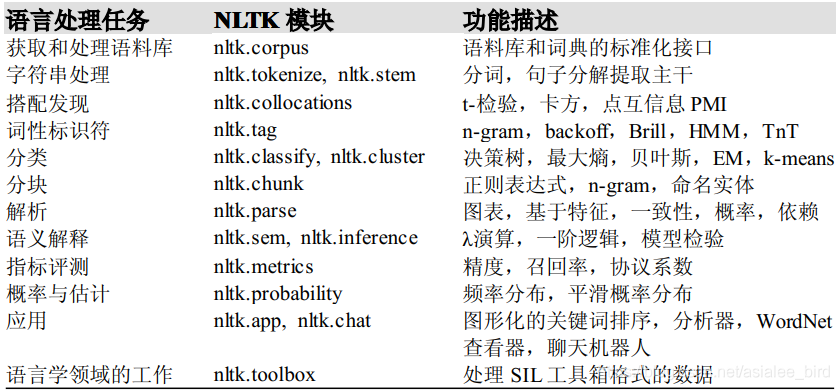 语言处理任务 NLTK 模块 功能描述
获取和处理语料库 nltk.corpus 语料库和词典的标准化接口
字符串处理 nltk.tokenize, nltk.stem 分词，句子分解提取主干
搭配发现 nltk.collocations t-检验，卡方，点互信息 PMI
词性标识符 nltk.tag n-gram，backoff，Brill，HMM，TnT
分类 nltk.classify, nltk.cluster 决策树，最大熵，贝叶斯，EM，k-means
分块 nltk.chunk 正则表达式，n-gram，命名实体
解析 nltk.parse 图表，基于特征，一致性，概率，依赖
语义解释 nltk.sem, nltk.inference λ演算，一阶逻辑，模型检验
指标评测 nltk.metrics 精度，召回率，协议系数
概率与估计 nltk.probability 频率分布，平滑概率分布
应用 nltk.app, nltk.chat 图形化的关键词排序，分析器，WordNet
查看器，聊天机器人
语言学领域的工作 nltk.toolbox 处理 SIL 工具箱格式的数据